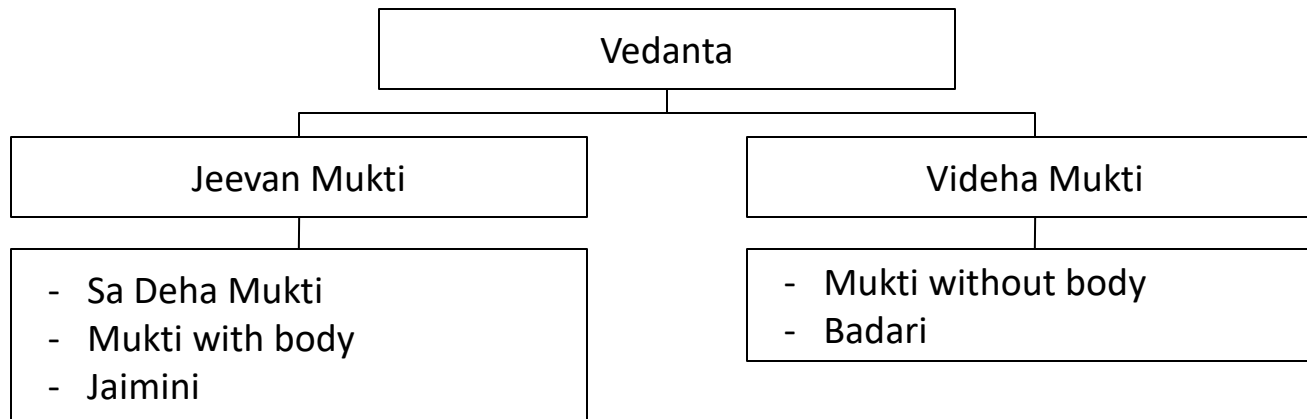 Vedanta
Jeevan Mukti
Videha Mukti
- Sa Deha Mukti
- Mukti with body
- Jaimini
- Mukti without body
- Badari